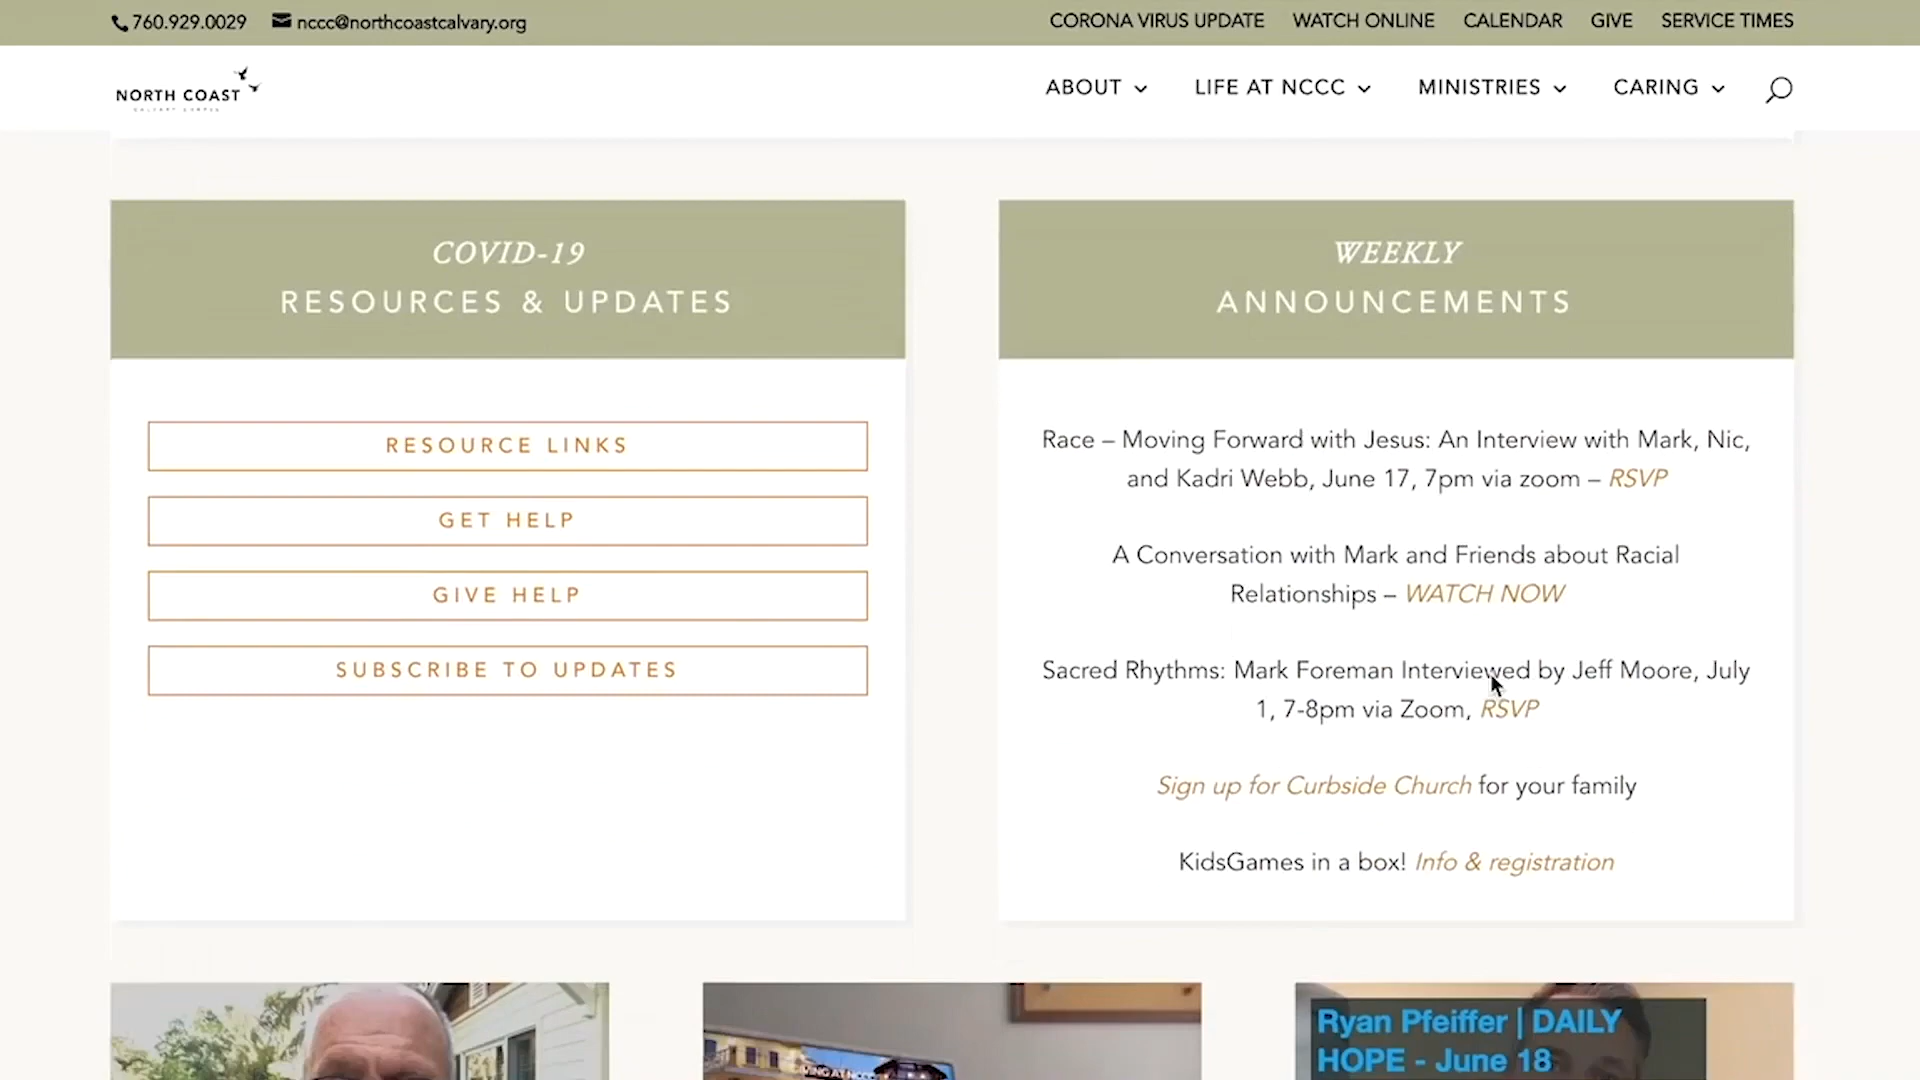 760.929.0029 nccc@northcoastcalvary.org CORONA VIRUS UPDATE WATCH ONLINE CALENDAR GIVE SERVICE TIMES
NORTH COAST
ABOUT LIFE AT NCCC MINISTRIES CARING
COVID-19
RESOURCES & UPDATES
RESOURCE LINKS
GET HELP
GIVE HELP
SUBSCRIBE TO UPDATES
WEEKLY
ANNOUNCEMENTS
Race – Moving Forward with Jesus: An Interview with Mark, Nic,
and Kadri Webb, June 17, 7pm via zoom – RSVP
A Conversation with Mark and Friends about Racial
Relationships – WATCH NOW
Sacred Rhythms: Mark Foreman Interviewed by Jeff Moore, July
1, 7-8pm via Zoom, RSVP
Sign up for Curbside Church for your family
KidsGames in a box! Info & registration
Ryan Pfeiffer | DAILY
HOPE - June 18